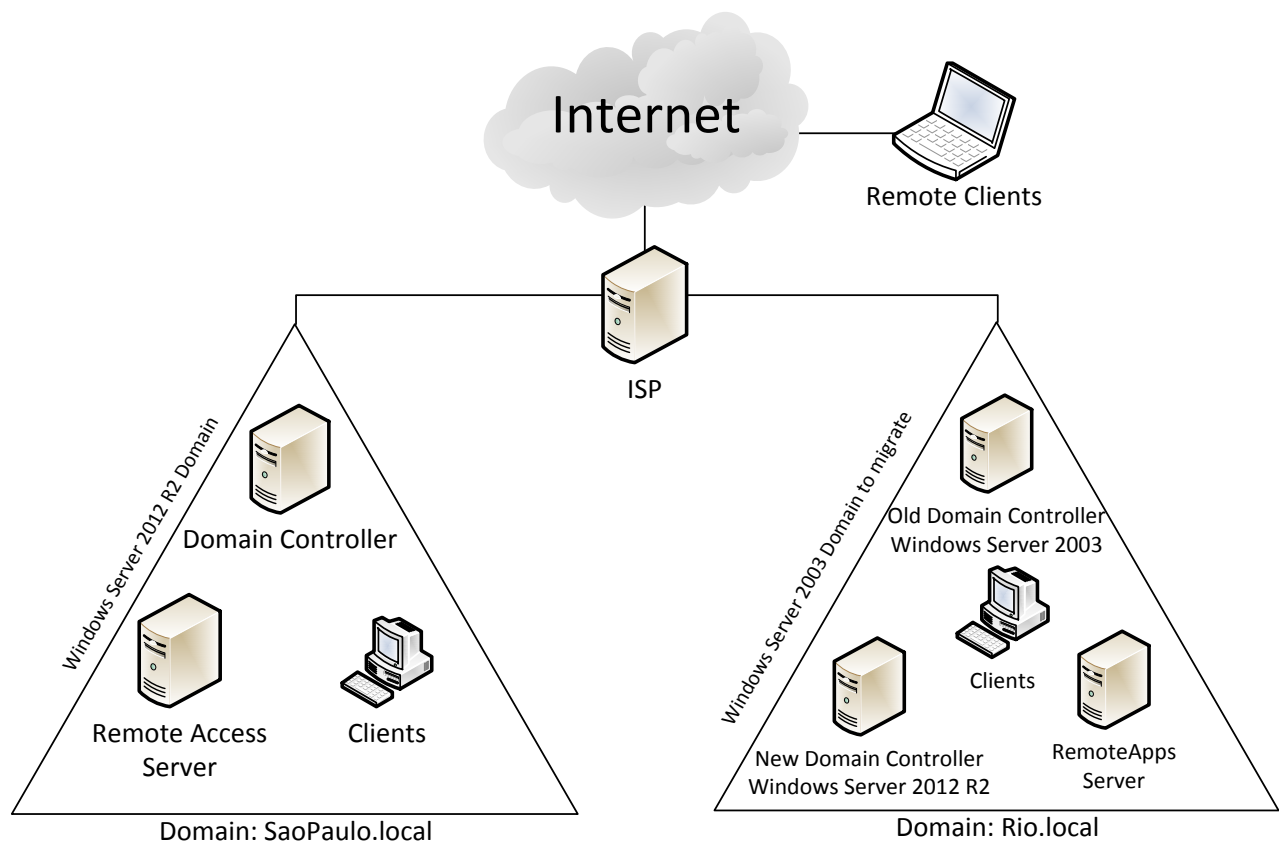 Internet
Remote Clients
ISP
Windows Server 2012 R2 Domain
Domain Controller
Remote Access
Server
Clients
Domain: SaoPaulo.local
Windows Server 2003 Domain to migrate
Old Domain Controller
Windows Server 2003
Clients
New Domain Controller
Windows Server 2012 R2
RemoteApps
Server
Domain: Rio.local